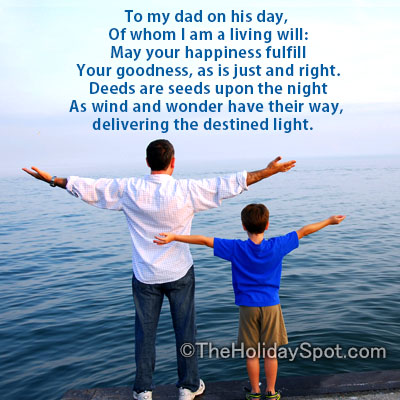 To my dad on his day,
Of whom I am a living will:
May your happiness fulfill
Your goodness, as is just and right.
Deeds are seeds upon the night
As wind and wonder have their way,
delivering the destined light.
©TheHolidaySpot.com